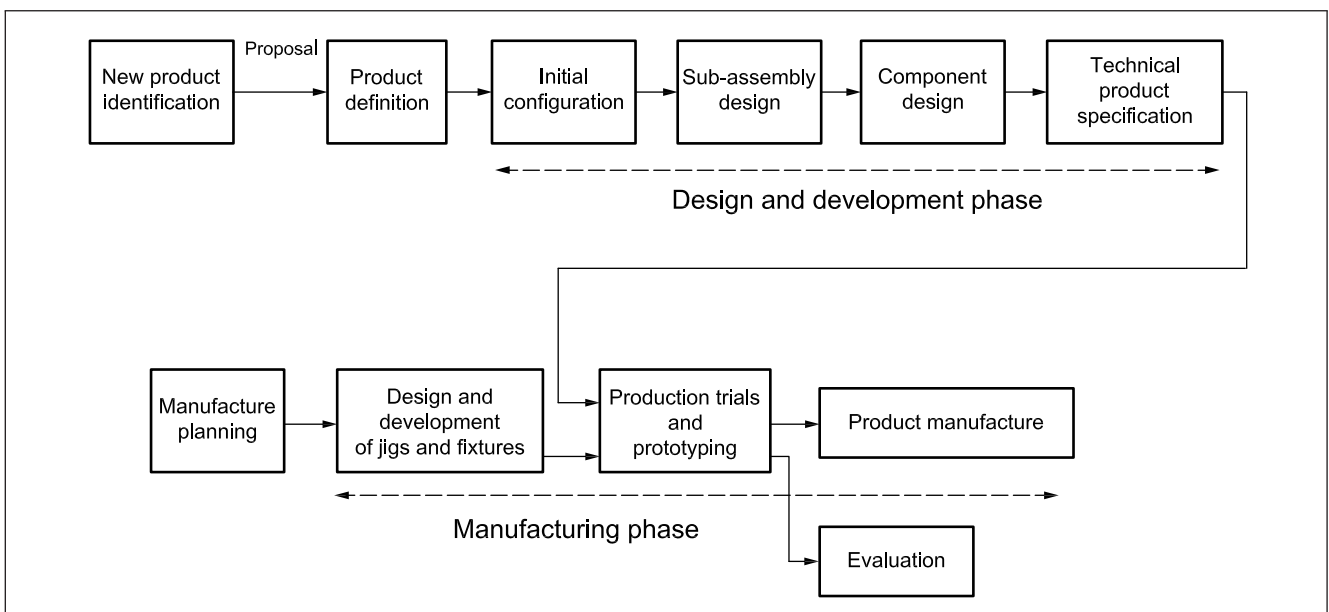 New product
identification
Proposal
Product
definition
Initial
configuration
Sub-assembly
design
Component
design
Technical
product
specification
Design and development phase
Manufacture
planning
Design and
development
of jigs and fixtures
Production trials
and
prototyping
Product manufacture
Manufacturing phase
Evaluation